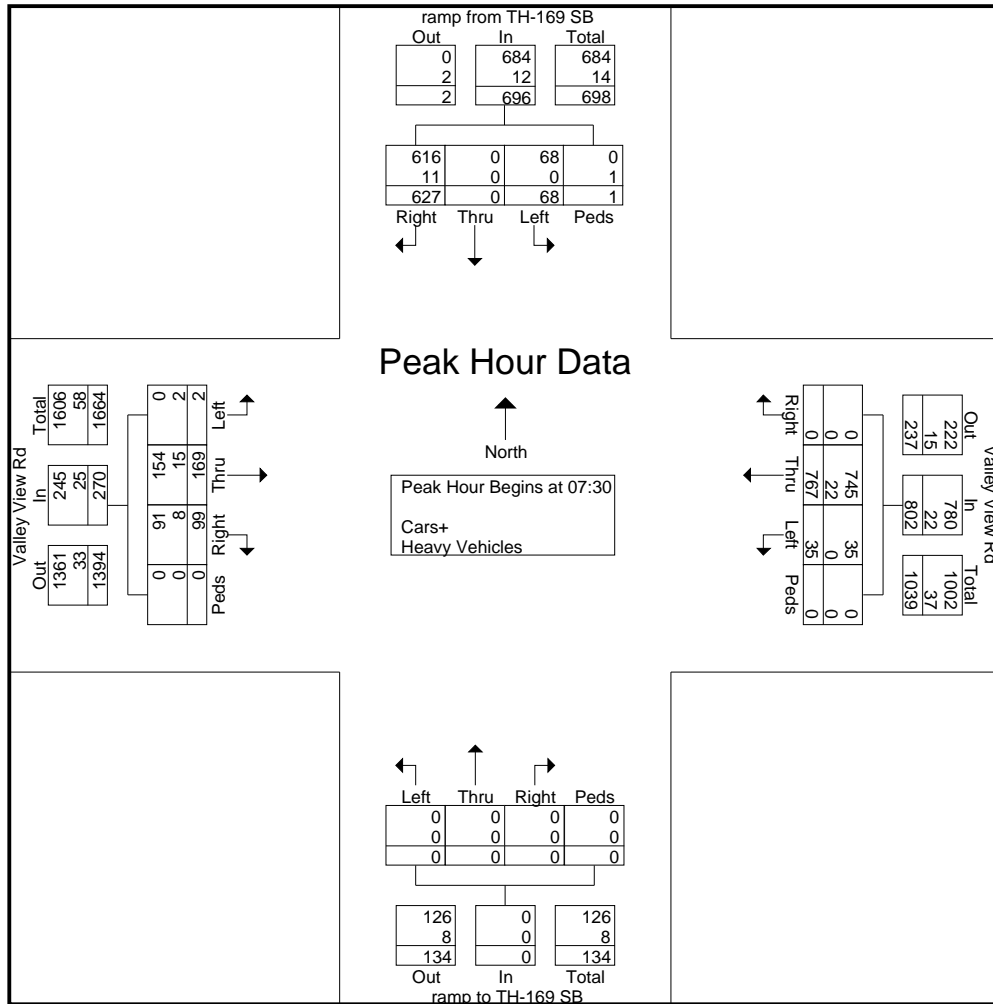 ramp from TH-169 SB
Out In Total
0 684 684
2 12 14
2 696 698
616 0 68 0
11 0 0 1
627 0 68 1
Right Thru Left Peds
Peak Hour Data
North
Peak Hour Begins at 07:30
Cars+
Heavy Vehicles
Valley View Rd
Out In Total
1361 245 1606
33 25 58
1394 270 1664
0 91 154 0
0 8 15 2
0 99 169 2
Peds Right Thru Left
Valley View Rd
Out In Total
222 780 1002
15 22 37
237 802 1039
0 745 35 0
0 22 0 0
0 767 35 0
Right Thru Left Peds
Left Thru Right Peds
0 0 0 0
0 0 0 0
0 0 0 0
126 0 126
8 0 8
134 0 134
Out In Total
ramp to TH-169 SB